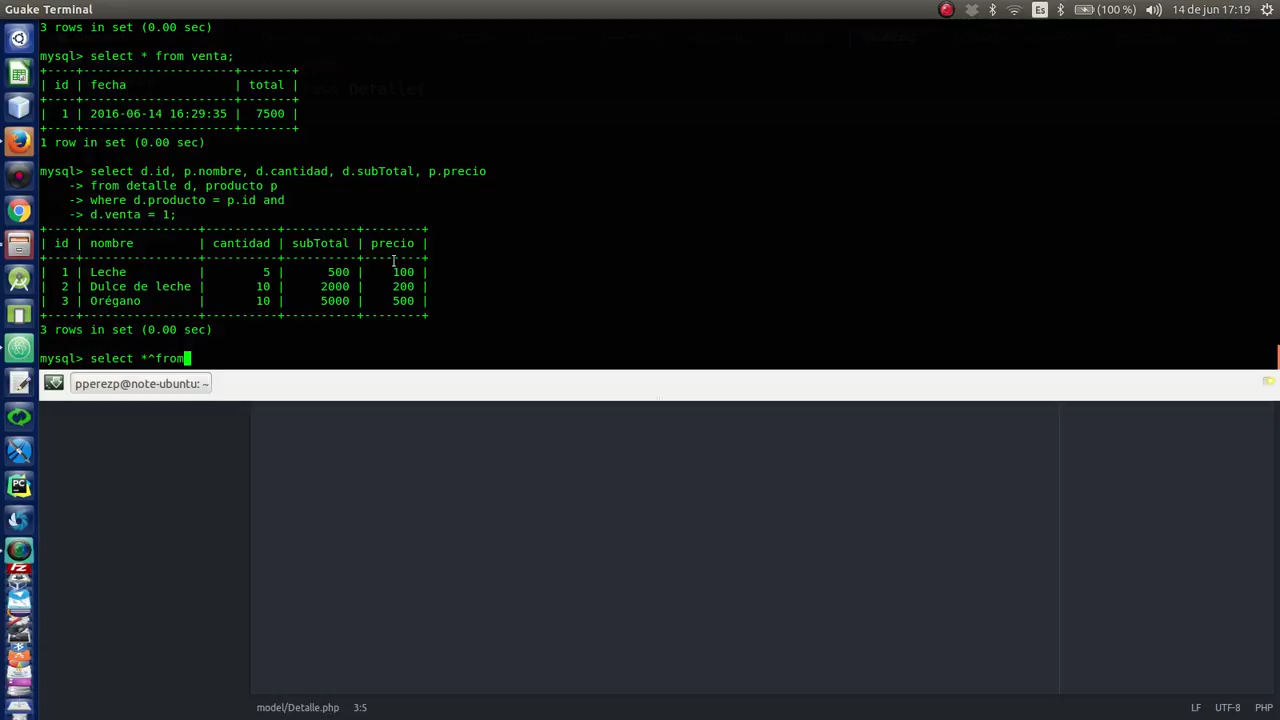 Guake Terminal
Es
(100 %)
14 de jun 17:19
3 rows in set (0.00 sec)
mysql> select * from venta;
+----+---------------------+-------+
| id | fecha               | total |
+----+---------------------+-------+
|  1 | 2016-06-14 16:29:35 |  7500 |
+----+---------------------+-------+
1 row in set (0.00 sec)
mysql> select d.id, p.nombre, d.cantidad, d.subTotal, p.precio
    -> from detalle d, producto p
    -> where d.producto = p.id and
    -> d.venta = 1;
+----+----------------+----------+----------+--------+
| id | nombre         | cantidad | subTotal | precio |
+----+----------------+----------+----------+--------+
|  1 | Leche          |        5 |      500 |    100 |
|  2 | Dulce de leche |       10 |     2000 |    200 |
|  3 | Orégano        |       10 |     5000 |    500 |
+----+----------------+----------+----------+--------+
3 rows in set (0.00 sec)
mysql> select *^from
pperezp@note-ubuntu: ~
PC
FZ
model/Detalle.php 3:5
LF UTF-8 PHP